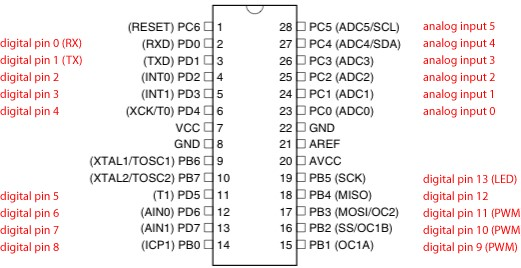 (RESET) PC6 1 28 PC5 (ADC5/SCL) analog input 5
digital pin 0 (RX) (RXD) PD0 2 27 PC4 (ADC4/SDA) analog input 4
digital pin 1 (TX) (TXD) PD1 3 26 PC3 (ADC3) analog input 3
digital pin 2 (INT0) PD2 4 25 PC2 (ADC2) analog input 2
digital pin 3 (INT1) PD3 5 24 PC1 (ADC1) analog input 1
digital pin 4 (XCK/T0) PD4 6 23 PC0 (ADC0) analog input 0
VCC 7 22 GND
GND 8 21 AREF
(XTAL1/TOSC1) PB6 9 20 AVCC
(XTAL2/TOSC2) PB7 10 19 PB5 (SCK) digital pin 13 (LED)
digital pin 5 (T1) PD5 11 18 PB4 (MISO) digital pin 12
digital pin 6 (AIN0) PD6 12 17 PB3 (MOSI/OC2) digital pin 11 (PWM
digital pin 7 (AIN1) PD7 13 16 PB2 (SS/OC1B) digital pin 10 (PWM
digital pin 8 (ICP1) PB0 14 15 PB1 (OC1A) digital pin 9 (PWM)